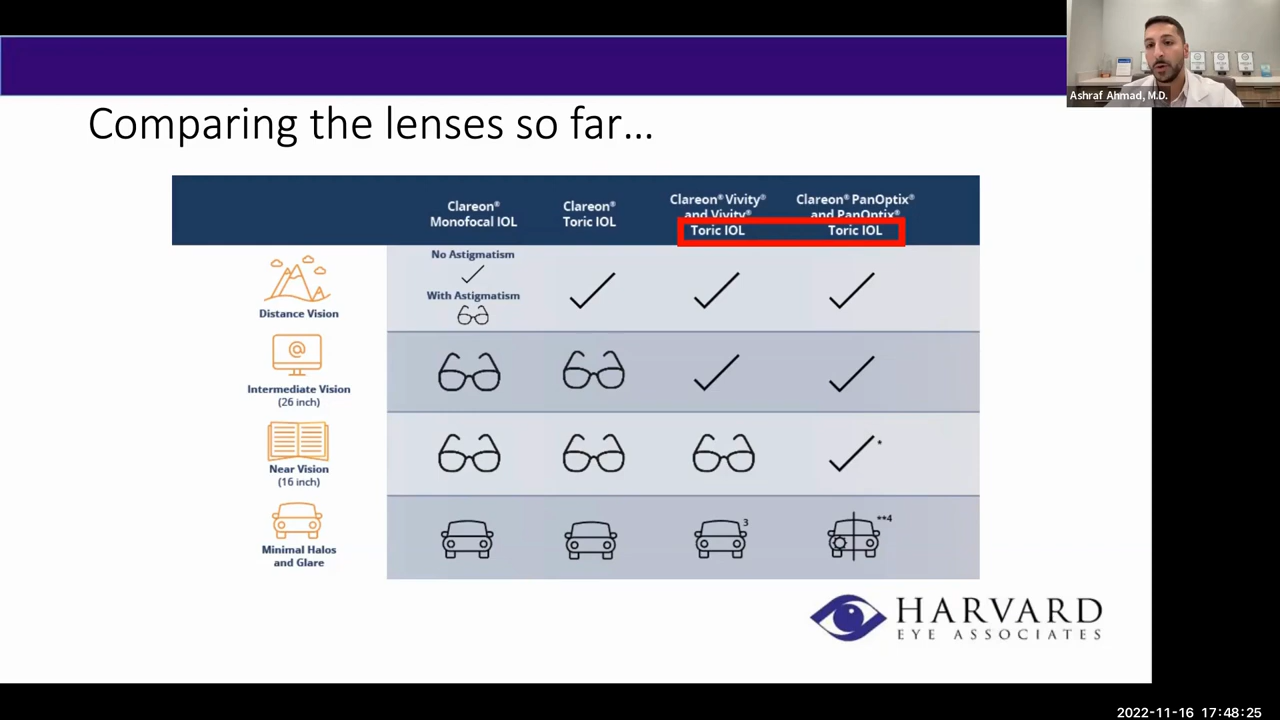 Ashraf Ahmad, M.D.
Comparing the lenses so far...
Clareon®
Monofocal IOL
Clareon®
Toric IOL
Clareon® Vivity®
and Vivity®
Toric IOL
Clareon® PanOptix®
and PanOptix®
Toric IOL
Distance Vision
No Astigmatism
With Astigmatism
@
Intermediate Vision
(26 inch)
Near Vision
(16 inch)
*
Minimal Halos
and Glare
3
**4
HARVARD
EYE ASSOCIATES
2022-11-16 17:48:25